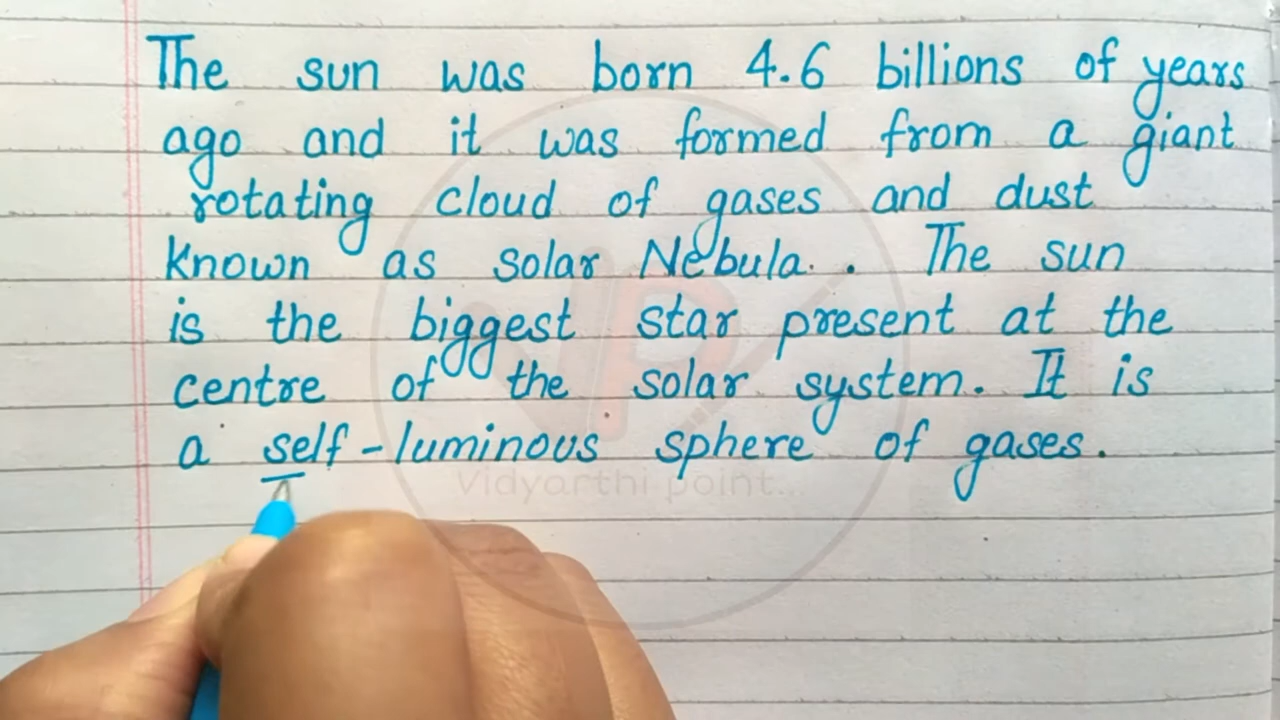 The sun was born 4.6 billions of years
ago and it was formed from a giant
rotating cloud of gases and dust
known as solar Nebula. .  The sun
is the biggest star present at the
centre of the solar system. It is
a self-luminous sphere of gases.
Vidyarthi point...